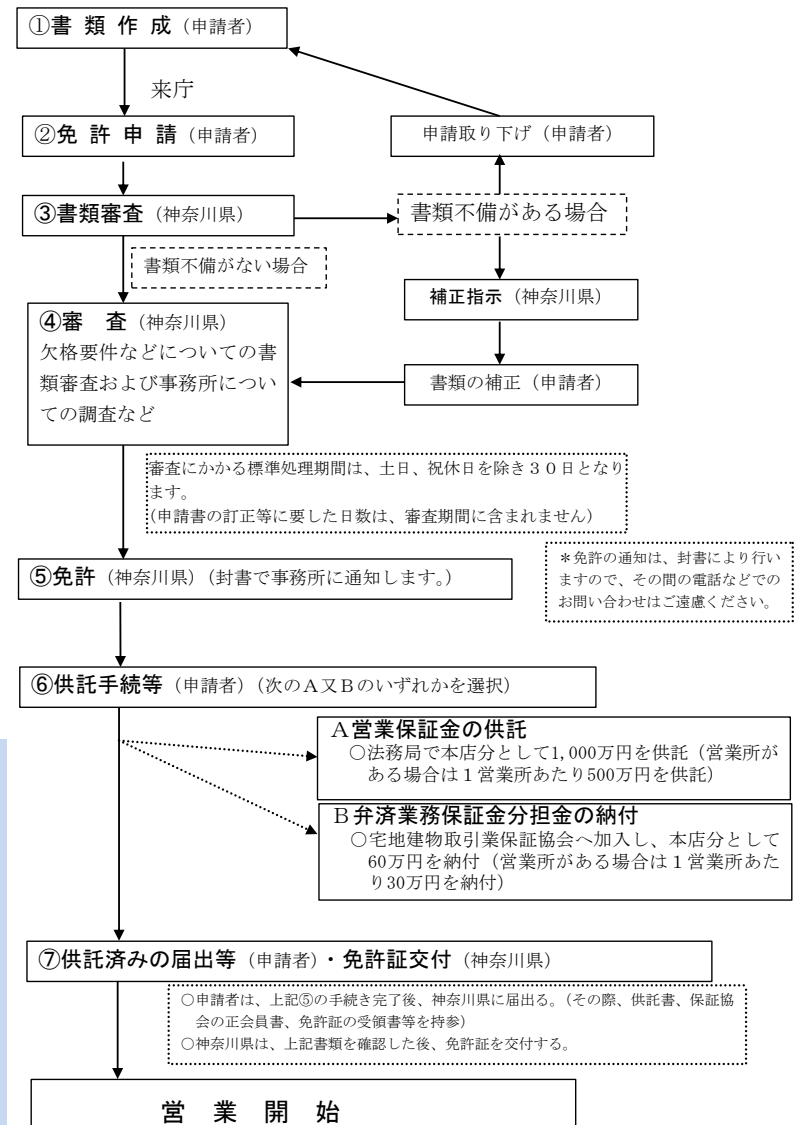 ①書類作成（申請者）
来庁
②免許申請（申請者）
申請取り下げ（申請者）
③書類審査（神奈川県）
書類不備がある場合
書類不備がない場合
補正指示（神奈川県）
④審　査（神奈川県）
欠格要件などについての書
類審査および事務所につい
ての調査など
書類の補正（申請者）
審査にかかる標準処理期間は、土日、祝休日を除き３０日となり
ます。
(申請書の訂正等に要した日数は、審査期間に含まれません）
⑤免許（神奈川県）（封書で事務所に通知します。）
＊免許の通知は、封書により行い
ますので、その間の電話などでの
お問い合わせはご遠慮ください。
⑥供託手続等（申請者）（次のＡ又Ｂのいずれかを選択）
Ａ営業保証金の供託
○法務局で本店分として1,000万円を供託（営業所が
ある場合は１営業所あたり500万円を供託）
Ｂ弁済業務保証金分担金の納付
○宅地建物取引業保証協会へ加入し、本店分として
60万円を納付（営業所がある場合は１営業所あた
り30万円を納付）
⑦供託済みの届出等（申請者）・免許証交付（神奈川県）
○申請者は、上記⑤の手続き完了後、神奈川県に届出る。（その際、供託書、保証協
会の正会員書、免許証の受領書等を持参）
○神奈川県は、上記書類を確認した後、免許証を交付する。
営業開始